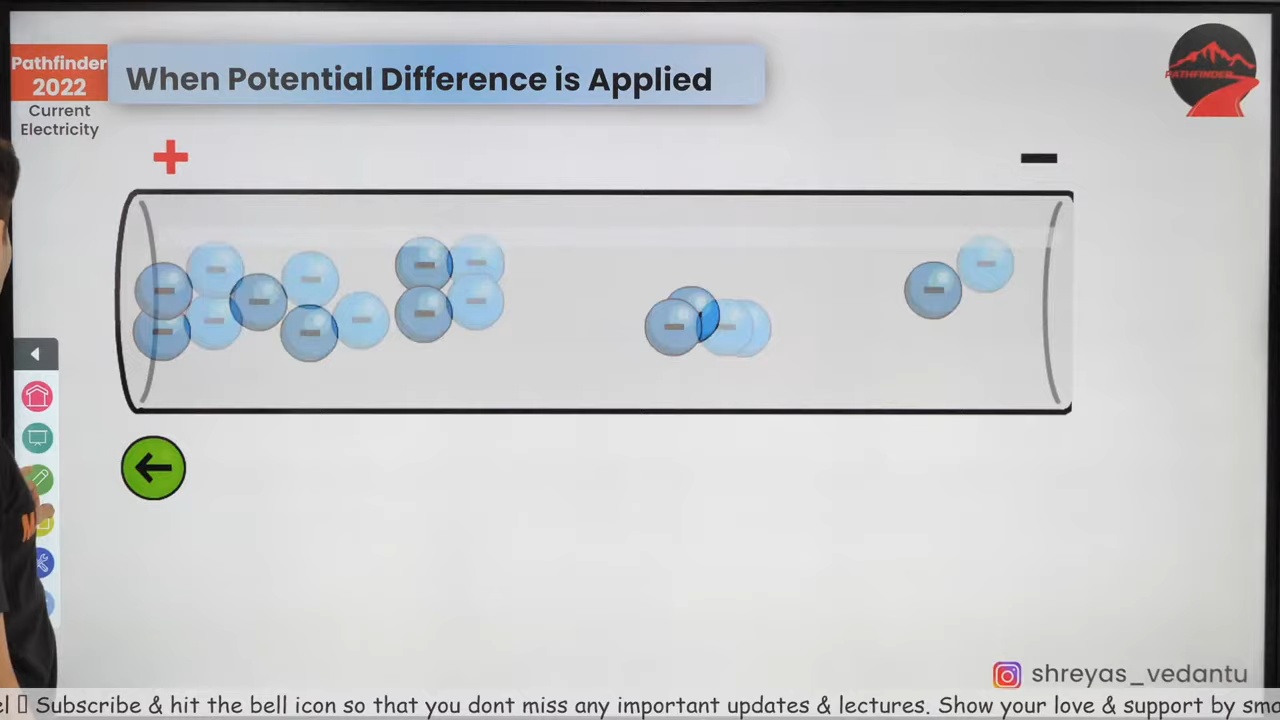 Pathfinder
2022
Current
Electricity
When Potential Difference is Applied
PATHFINDER
+
-
shreyas_vedantu
Subscribe & hit the bell icon so that you dont miss any important updates & lectures. Show your love & support by